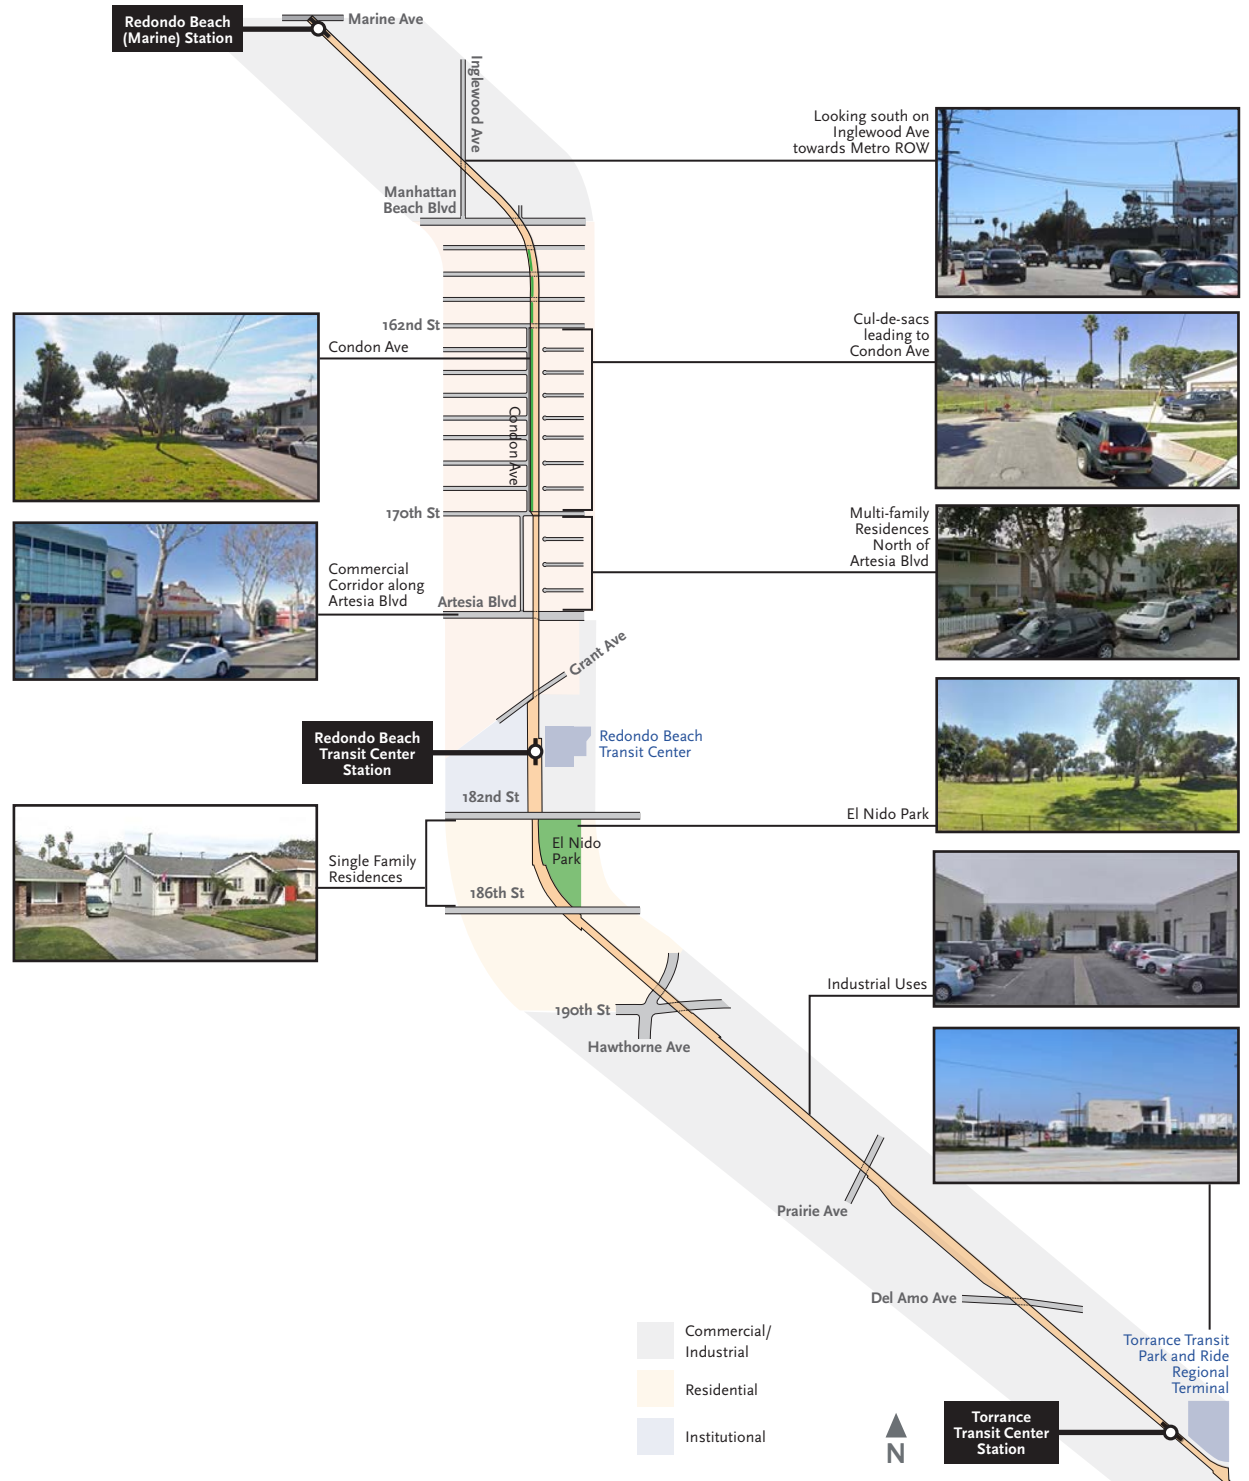 Redondo Beach
(Marine) Station
Marine Ave
Inglewood Ave
Looking south on
Inglewood Ave
towards Metro ROW
Manhattan
Beach Blvd
162nd St
Condon Ave
Cul-de-sacs
leading to
Condon Ave
Condon Ave
170th St
Multi-family
Residences
North of
Artesia Blvd
Commercial
Corridor along
Artesia Blvd
Artesia Blvd
Grant Ave
Redondo Beach
Transit Center
Station
Redondo Beach
Transit Center
182nd St
El Nido Park
El Nido
Park
Single Family
Residences
186th St
Industrial Uses
190th St
Hawthorne Ave
Prairie Ave
Del Amo Ave
Commercial/
Industrial
Residential
Institutional
N
Torrance Transit
Park and Ride
Regional
Terminal
Torrance
Transit Center
Station